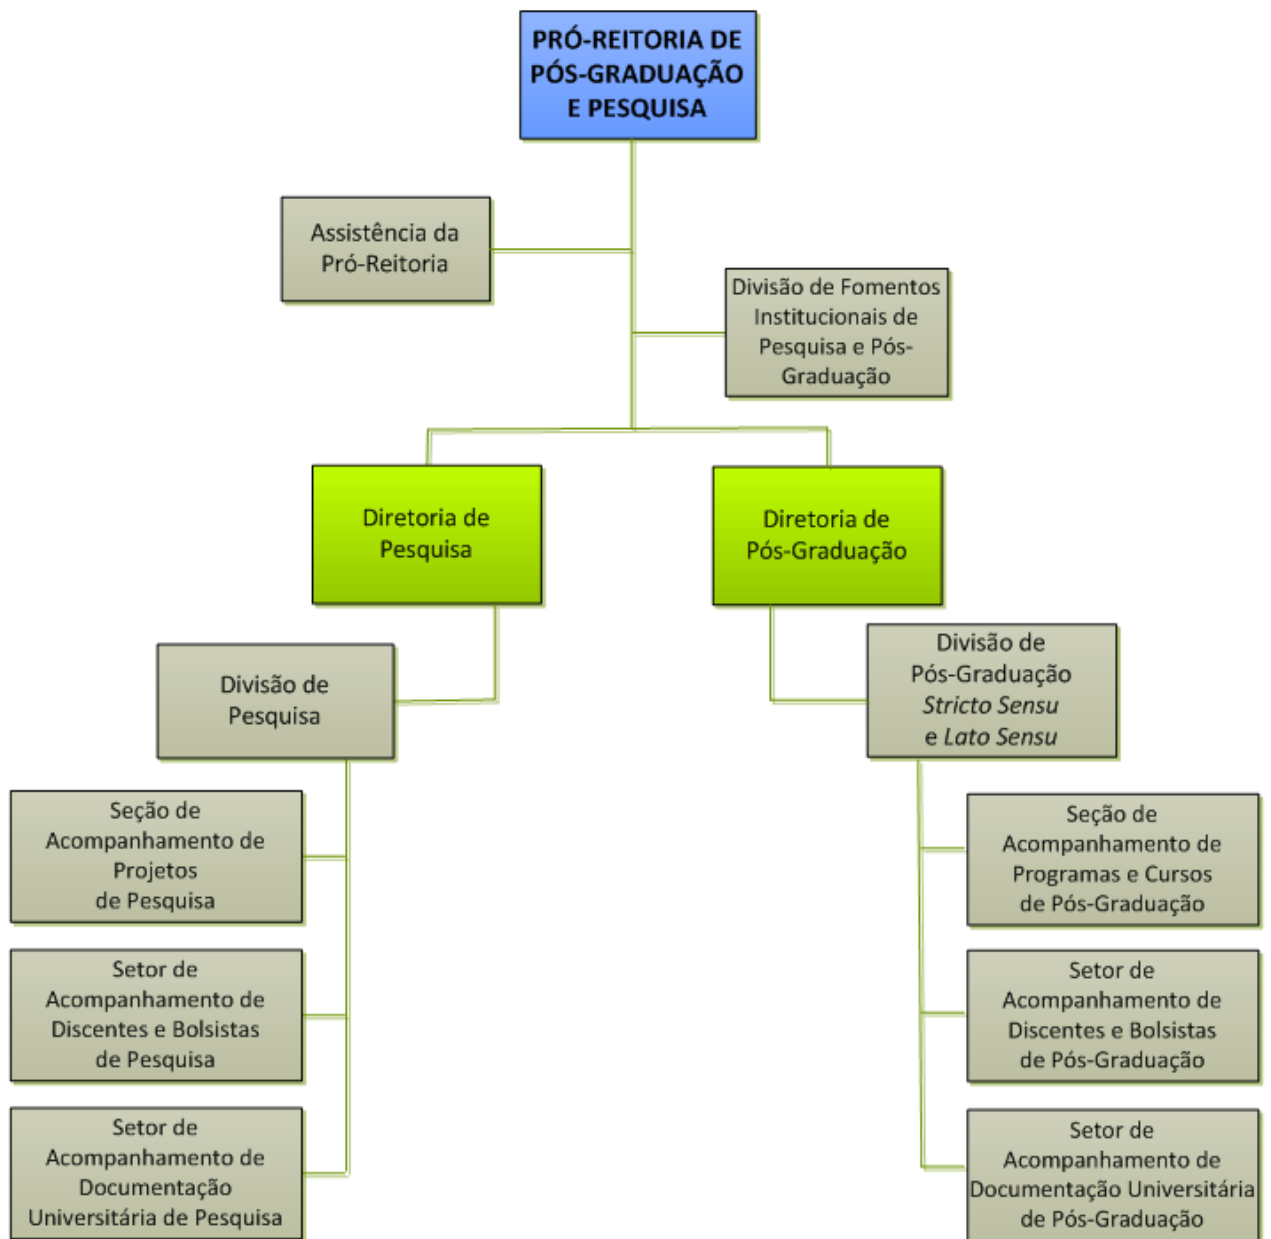 PRÓ-REITORIA DE
PÓS-GRADUAÇÃO
E PESQUISA
Assistência da
Pró-Reitoria
Divisão de Fomentos
Institucionais de
Pesquisa e Pós-
Graduação
Diretoria de
Pesquisa
Diretoria de
Pós-Graduação
Divisão de
Pesquisa
Divisão de
Pós-Graduação
Stricto Sensu
e Lato Sensu
Seção de
Acompanhamento de
Projetos
de Pesquisa
Seção de
Acompanhamento de
Programas e Cursos
de Pós-Graduação
Setor de
Acompanhamento de
Discentes e Bolsistas
de Pesquisa
Setor de
Acompanhamento de
Discentes e Bolsistas
de Pós-Graduação
Setor de
Acompanhamento de
Documentação
Universitária de Pesquisa
Setor de
Acompanhamento de
Documentação Universitária
de Pós-Graduação